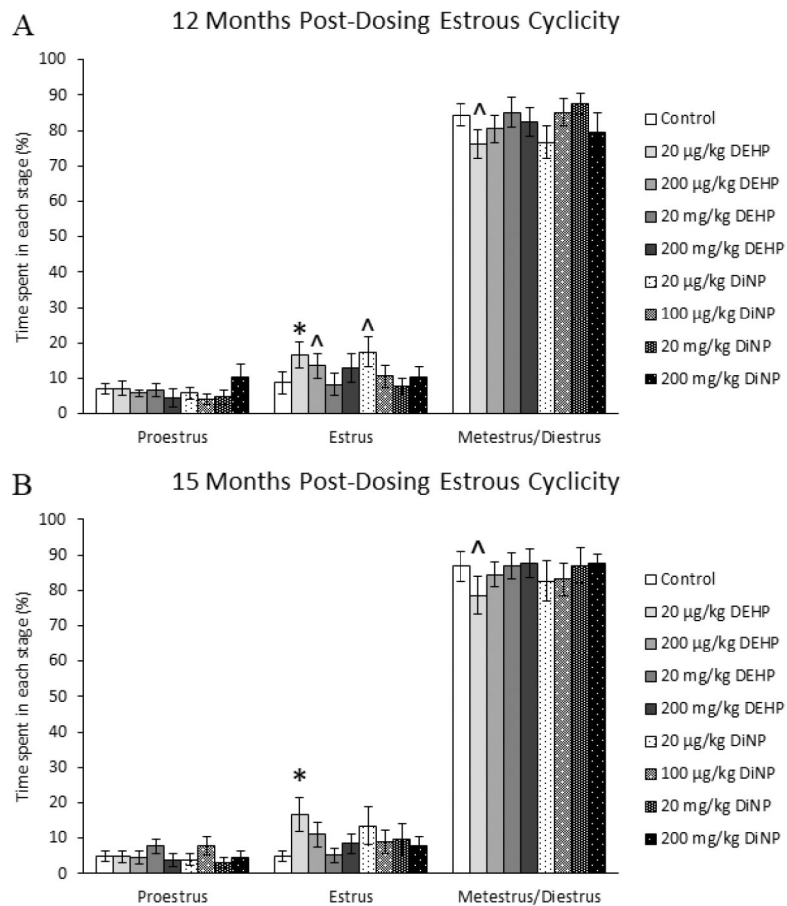 A
12 Months Post-Dosing Estrous Cyclicity
Time spent in each stage (%)
100
90
80
70
60
50
40
30
20
10
0
^
* ^ ^
Proestrus Estrus Metestrus/Diestrus
Control
20 µg/kg DEHP
200 µg/kg DEHP
20 mg/kg DEHP
200 mg/kg DEHP
20 µg/kg DiNP
100 µg/kg DiNP
20 mg/kg DiNP
200 mg/kg DiNP
B
15 Months Post-Dosing Estrous Cyclicity
Time spent in each stage (%)
100
90
80
70
60
50
40
30
20
10
0
^
*
Proestrus Estrus Metestrus/Diestrus
Control
20 µg/kg DEHP
200 µg/kg DEHP
20 mg/kg DEHP
200 mg/kg DEHP
20 µg/kg DiNP
100 µg/kg DiNP
20 mg/kg DiNP
200 mg/kg DiNP